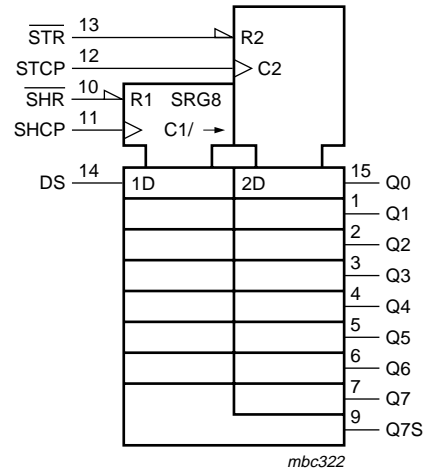 STR 13 R2
STCP 12 C2
SHR 10 R1 SRG8
SHCP 11 C1/ →
DS 14 1D 2D 15 Q0
1 Q1
2 Q2
3 Q3
4 Q4
5 Q5
6 Q6
7 Q7
9 Q7S
mbc322